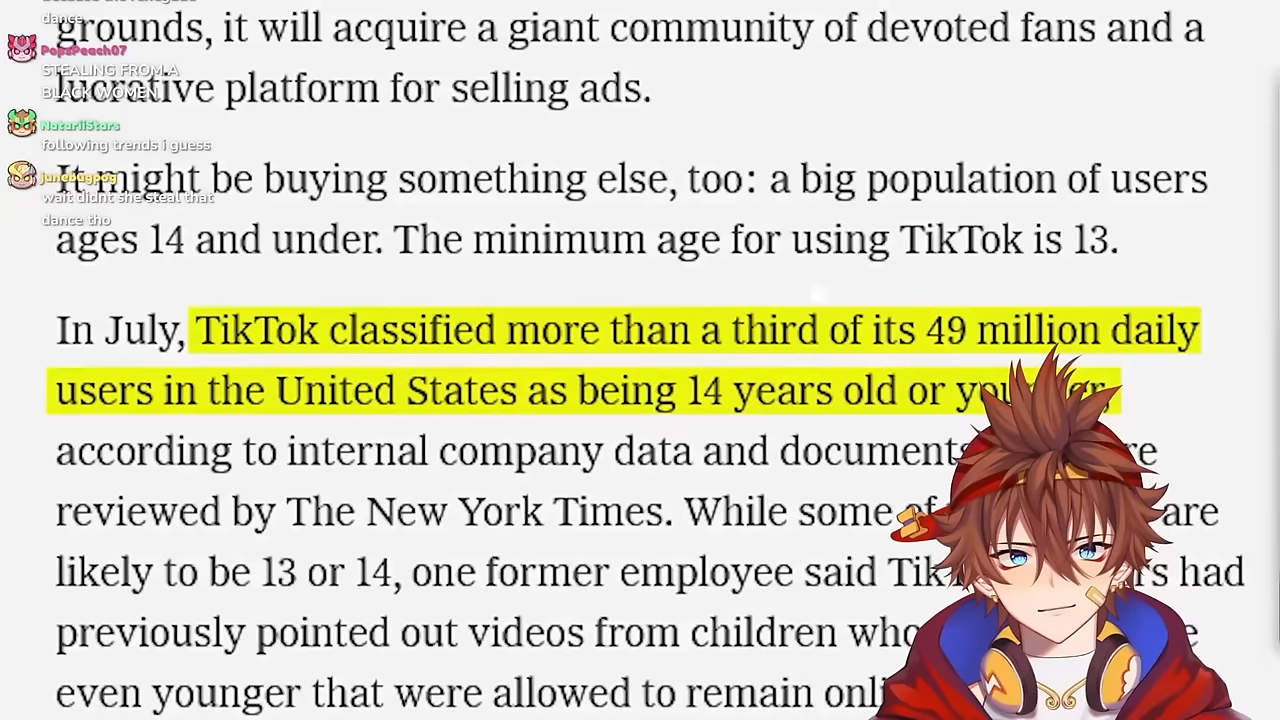 dance
PopsPeach07
STEALING FROM A
BLACK WOMEN
NatariiStars
following trends i guess
junebugpog
wait didnt she steal that
dance tho
grounds, it will acquire a giant community of devoted fans and a
lucrative platform for selling ads.
It might be buying something else, too: a big population of users
ages 14 and under. The minimum age for using TikTok is 13.
In July, TikTok classified more than a third of its 49 million daily
users in the United States as being 14 years old or
according to internal company data and documents
reviewed by The New York Times. While some of are
likely to be 13 or 14, one former employee said had
previously pointed out videos from children
even younger that were allowed to remain